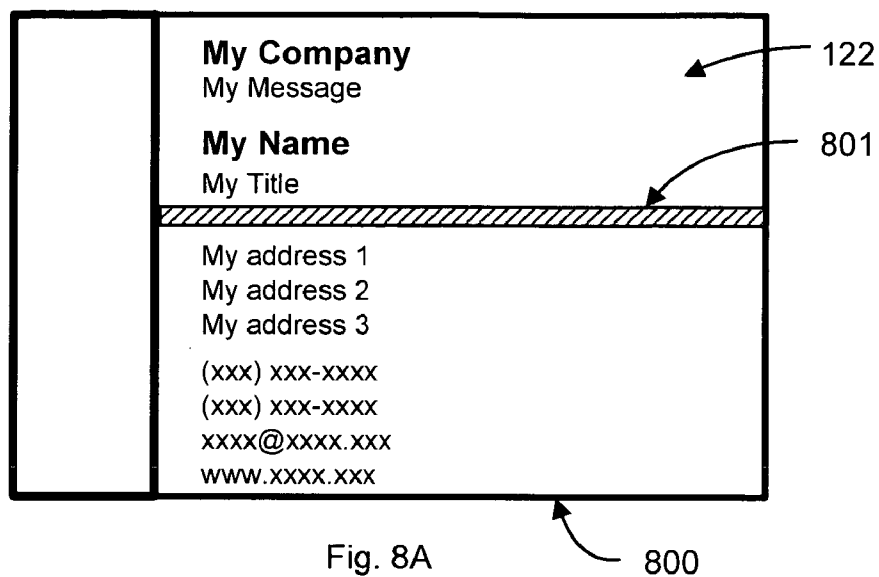 My Company
122
My Message
801
My Name
My Title
My address 1
My address 2
My address 3
(xxx) xxx-xxxx
(xxx) xxx-xxxx
xxxx@xxxx.xxx
www.xxxx.xxx
Fig. 8A
800